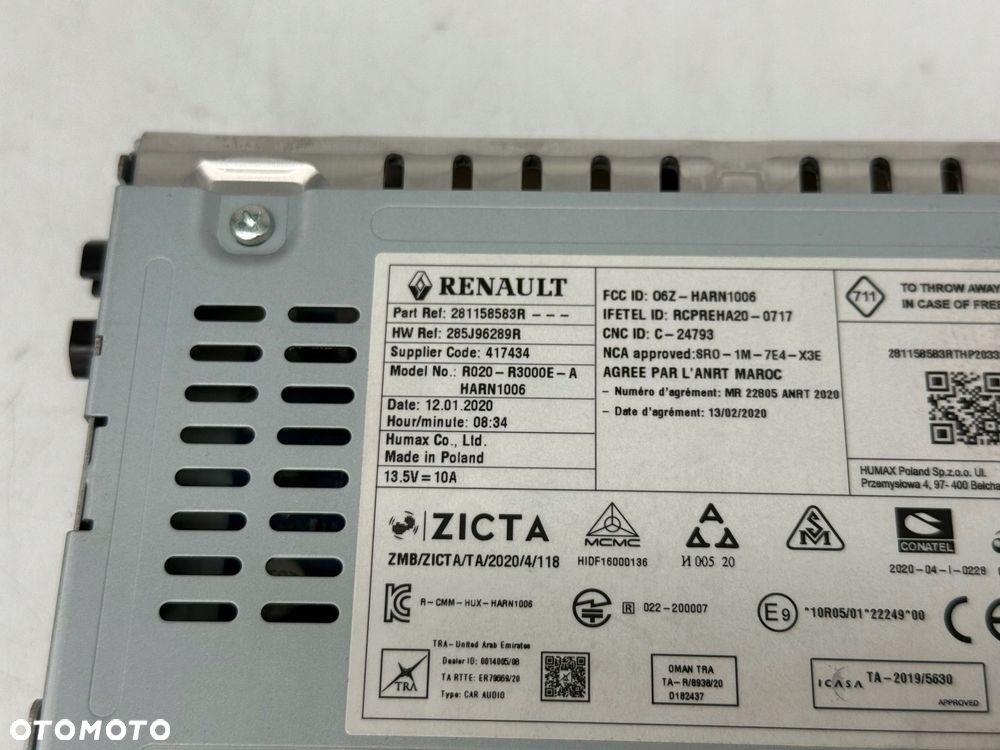 RENAULT
Part Ref: 281158583R - - -
HW Ref: 285J96289R
Supplier Code: 417434
Model No.: R020-R3000E-A
HARN1006
Date: 12.01.2020
Hour/minute: 08:34
Humax Co., Ltd.
Made in Poland
13.5V = 10A
FCC ID: O6Z-HARN1006
IFETEL ID: RCPREHA20-0717
CNC ID: C-24793
NCA approved:SRO-1M-7E4-X3E
AGREE PAR L'ANRT MAROC
- Numéro d'agrément: MR 22805 ANRT 2020
- Date d'agrément: 13/02/2020
711
TO THROW AWAY
IN CASE OF
281158583RTHP2033
HUMAX Poland Sp.z.o.o. Ul.
Przemyslowa 4, 97-400
ZICTA
ZMB/ZICTA/TA/2020/4/118
MCMC
HIDF16000136
И 005 20
SM
CONATEL
2020-04-I-0228
KC
R-CMM-HUX-HARN1006
R 022-200007
E9
"10R05/01"22249"00
CE
TRA
TRA-United Arab Emirates
Dealer ID: 0014005/08
TA RTTE: ER79669/20
Type: CAR AUDIO
OMAN TRA
TA-R/8938/20
D182437
ICASA TA-2019/5630
APPROVED
OTOMOTO